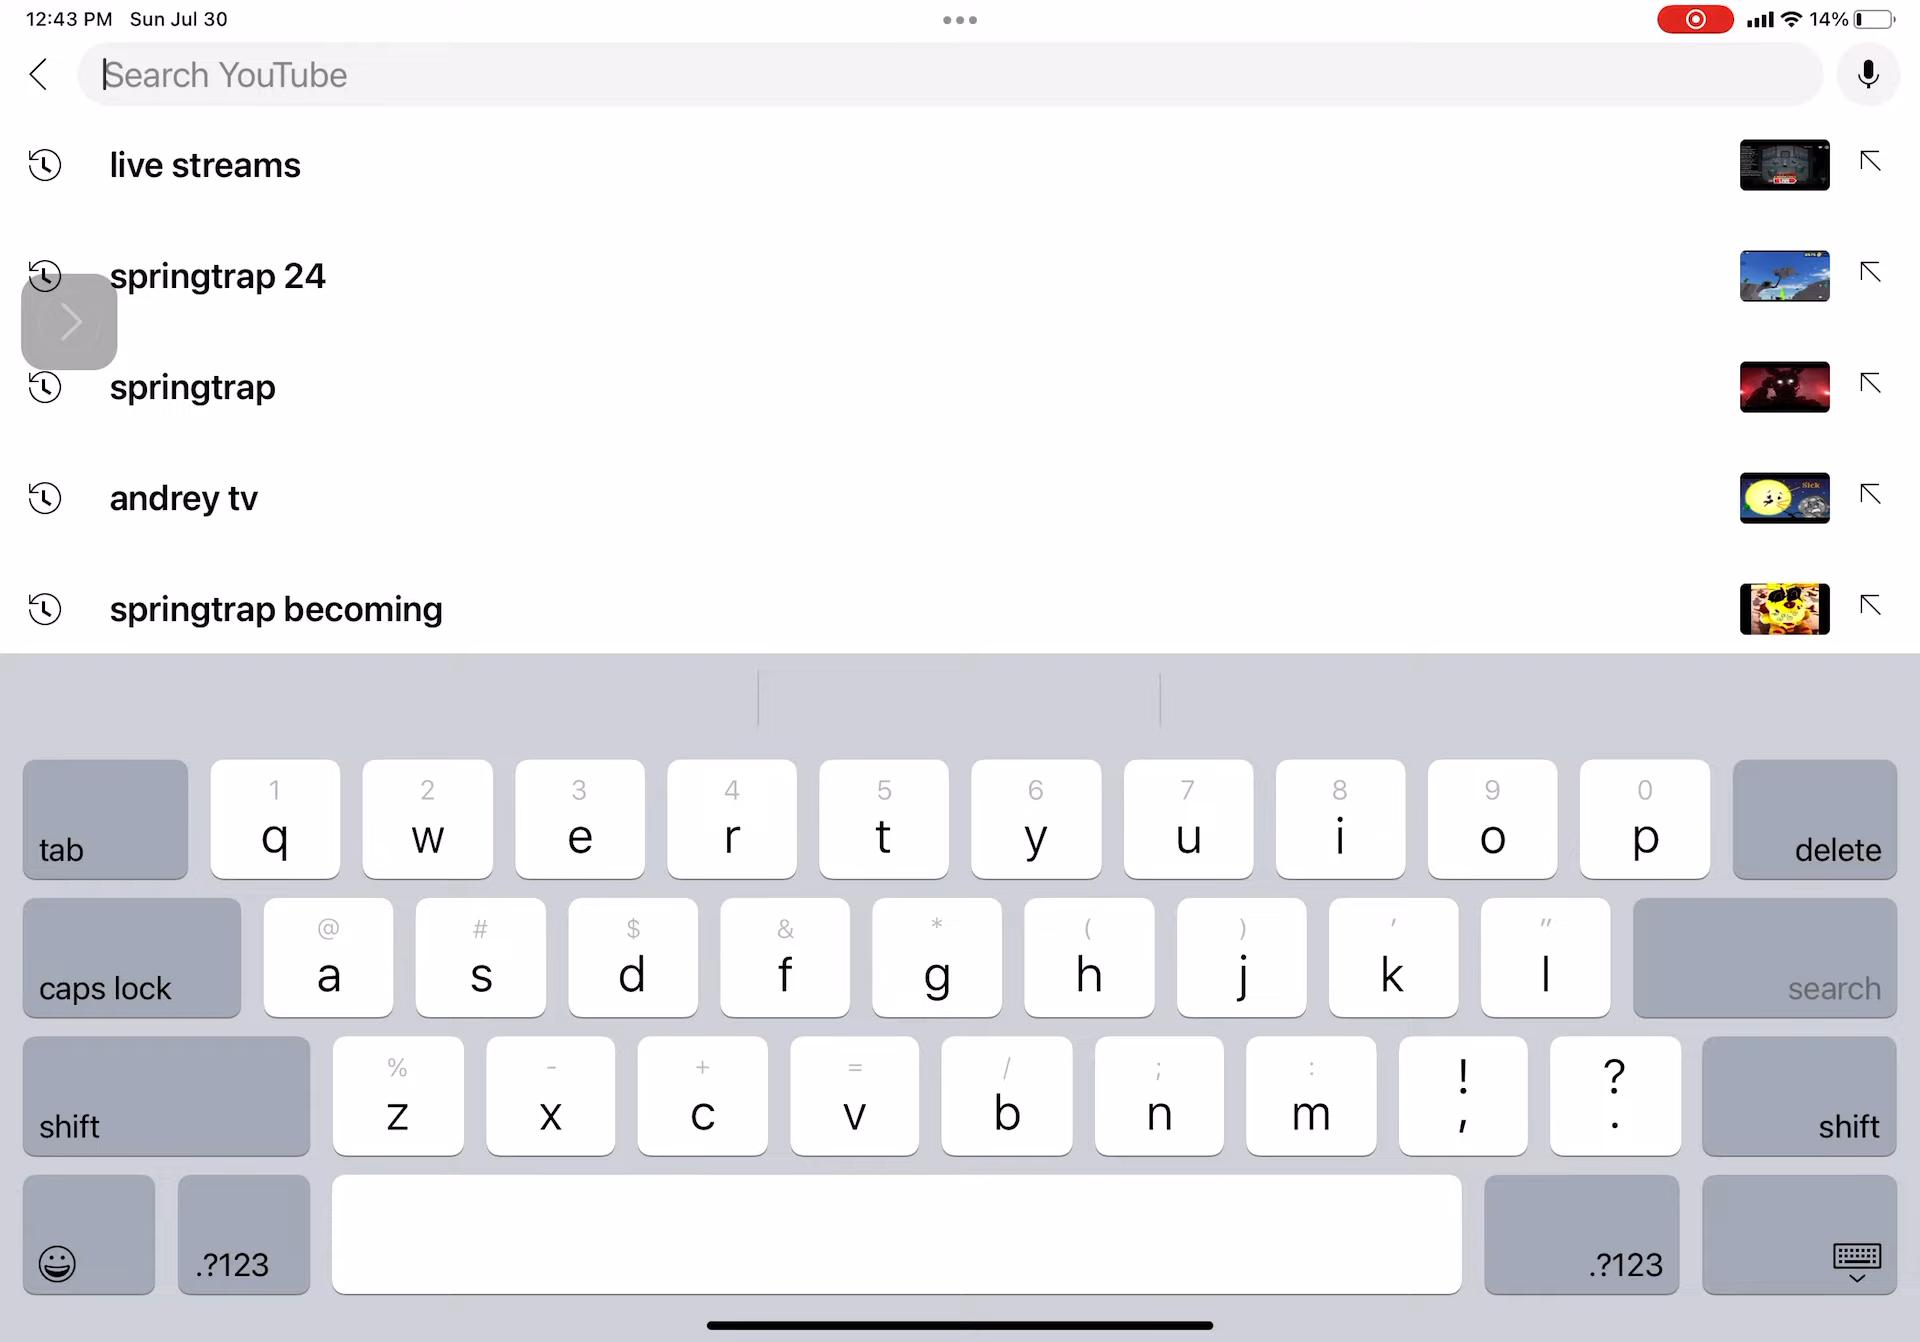 12:43 PM Sun Jul 30
14%
Search YouTube
live streams
springtrap 24
springtrap
andrey tv
Sick
springtrap becoming
1 2 3 4 5 6 7 8 9 0
tab q w e r t y u i o p delete
@ # $ & * ( ) ' "
caps lock a s d f g h j k l search
% - + = / ; : ! ?
shift z x c v b n m , . shift
.?123 .?123